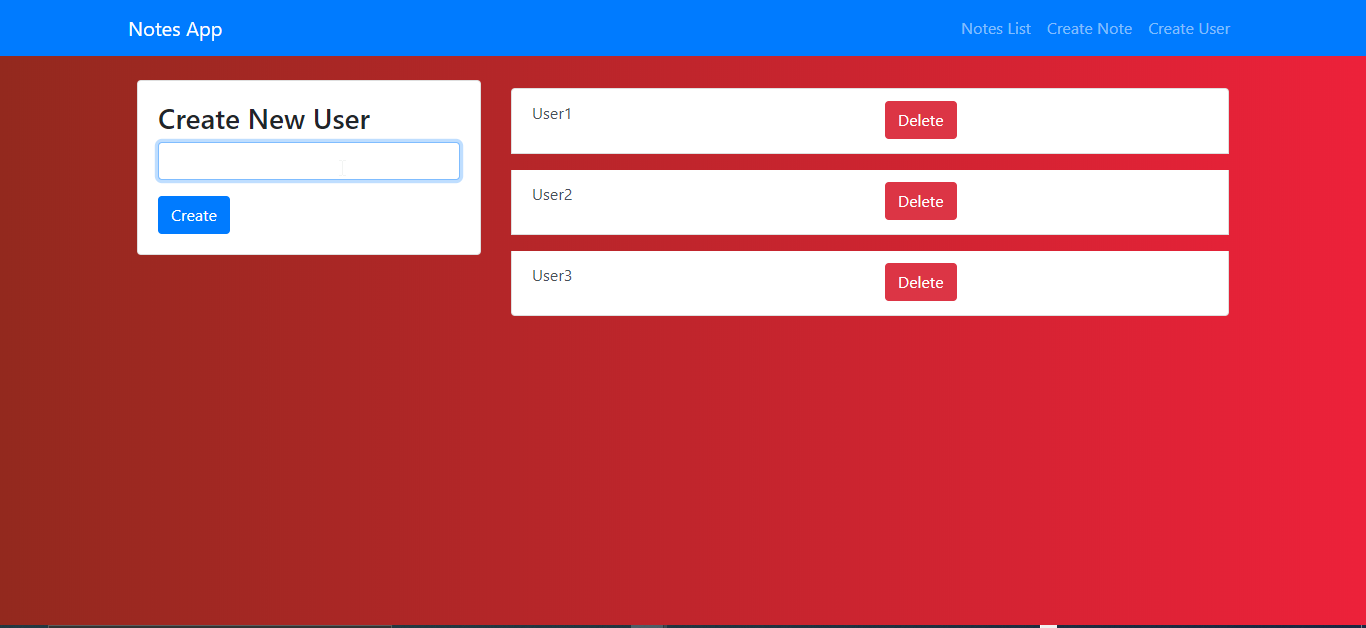 Notes App
Notes List Create Note Create User
Create New User
Create
User1 Delete
User2 Delete
User3 Delete